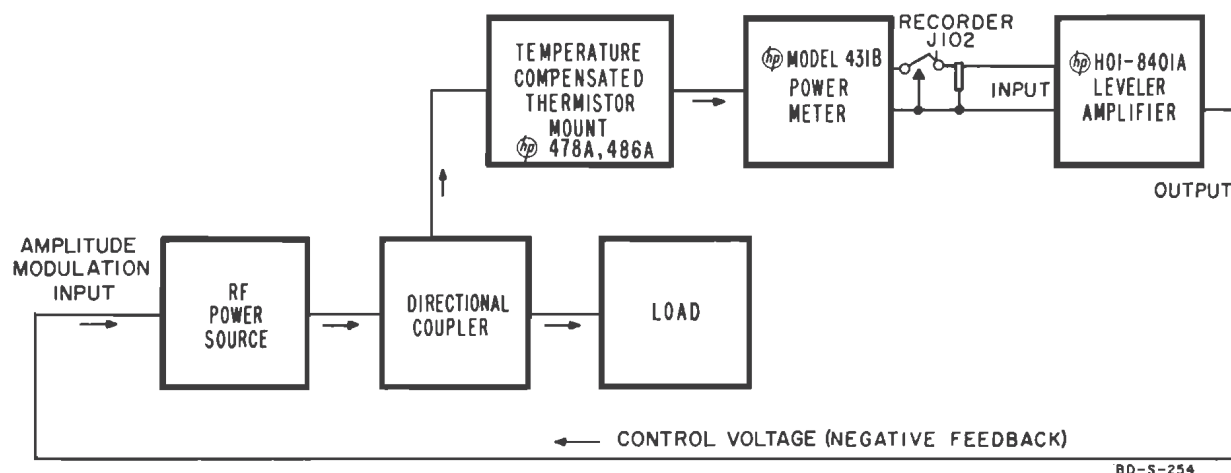 TEMPERATURE
COMPENSATED
THERMISTOR
MOUNT
hp 478A, 486A
hp MODEL 431B
POWER
METER
RECORDER
J102
INPUT
hp H01-8401A
LEVELER
AMPLIFIER
OUTPUT
AMPLITUDE
MODULATION
INPUT
RF
POWER
SOURCE
DIRECTIONAL
COUPLER
LOAD
CONTROL VOLTAGE (NEGATIVE FEEDBACK)
BD-S-254